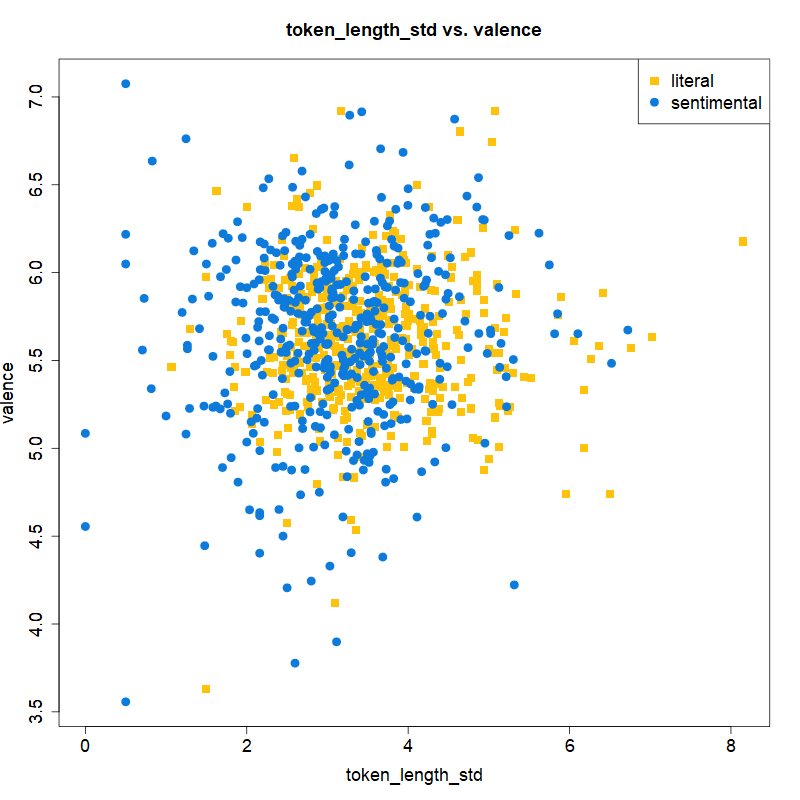 token_length_std vs. valence
literal
sentimental
valence
7.0
6.5
6.0
5.5
5.0
4.5
4.0
3.5
0 2 4 6 8
token_length_std